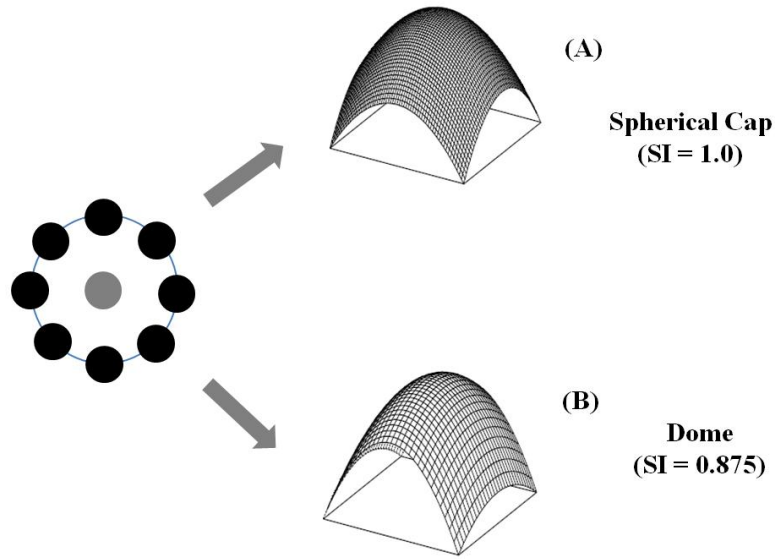 (A)
Spherical Cap
(SI = 1.0)
(B)
Dome
(SI = 0.875)